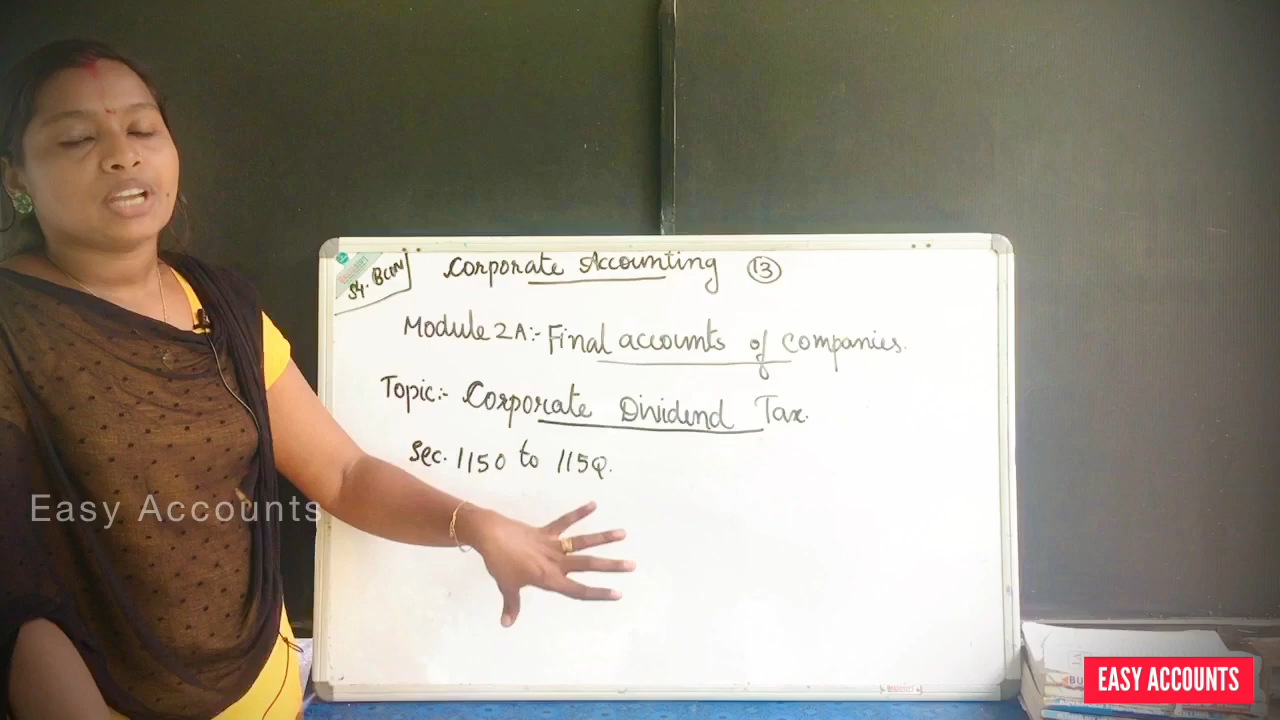 Corporate Accounting 13
Module 2A:- Final accounts of companies.
Topic:- Corporate Dividend Tax.
Sec. 115O to 115Q.
Easy Accounts
EASY ACCOUNTS